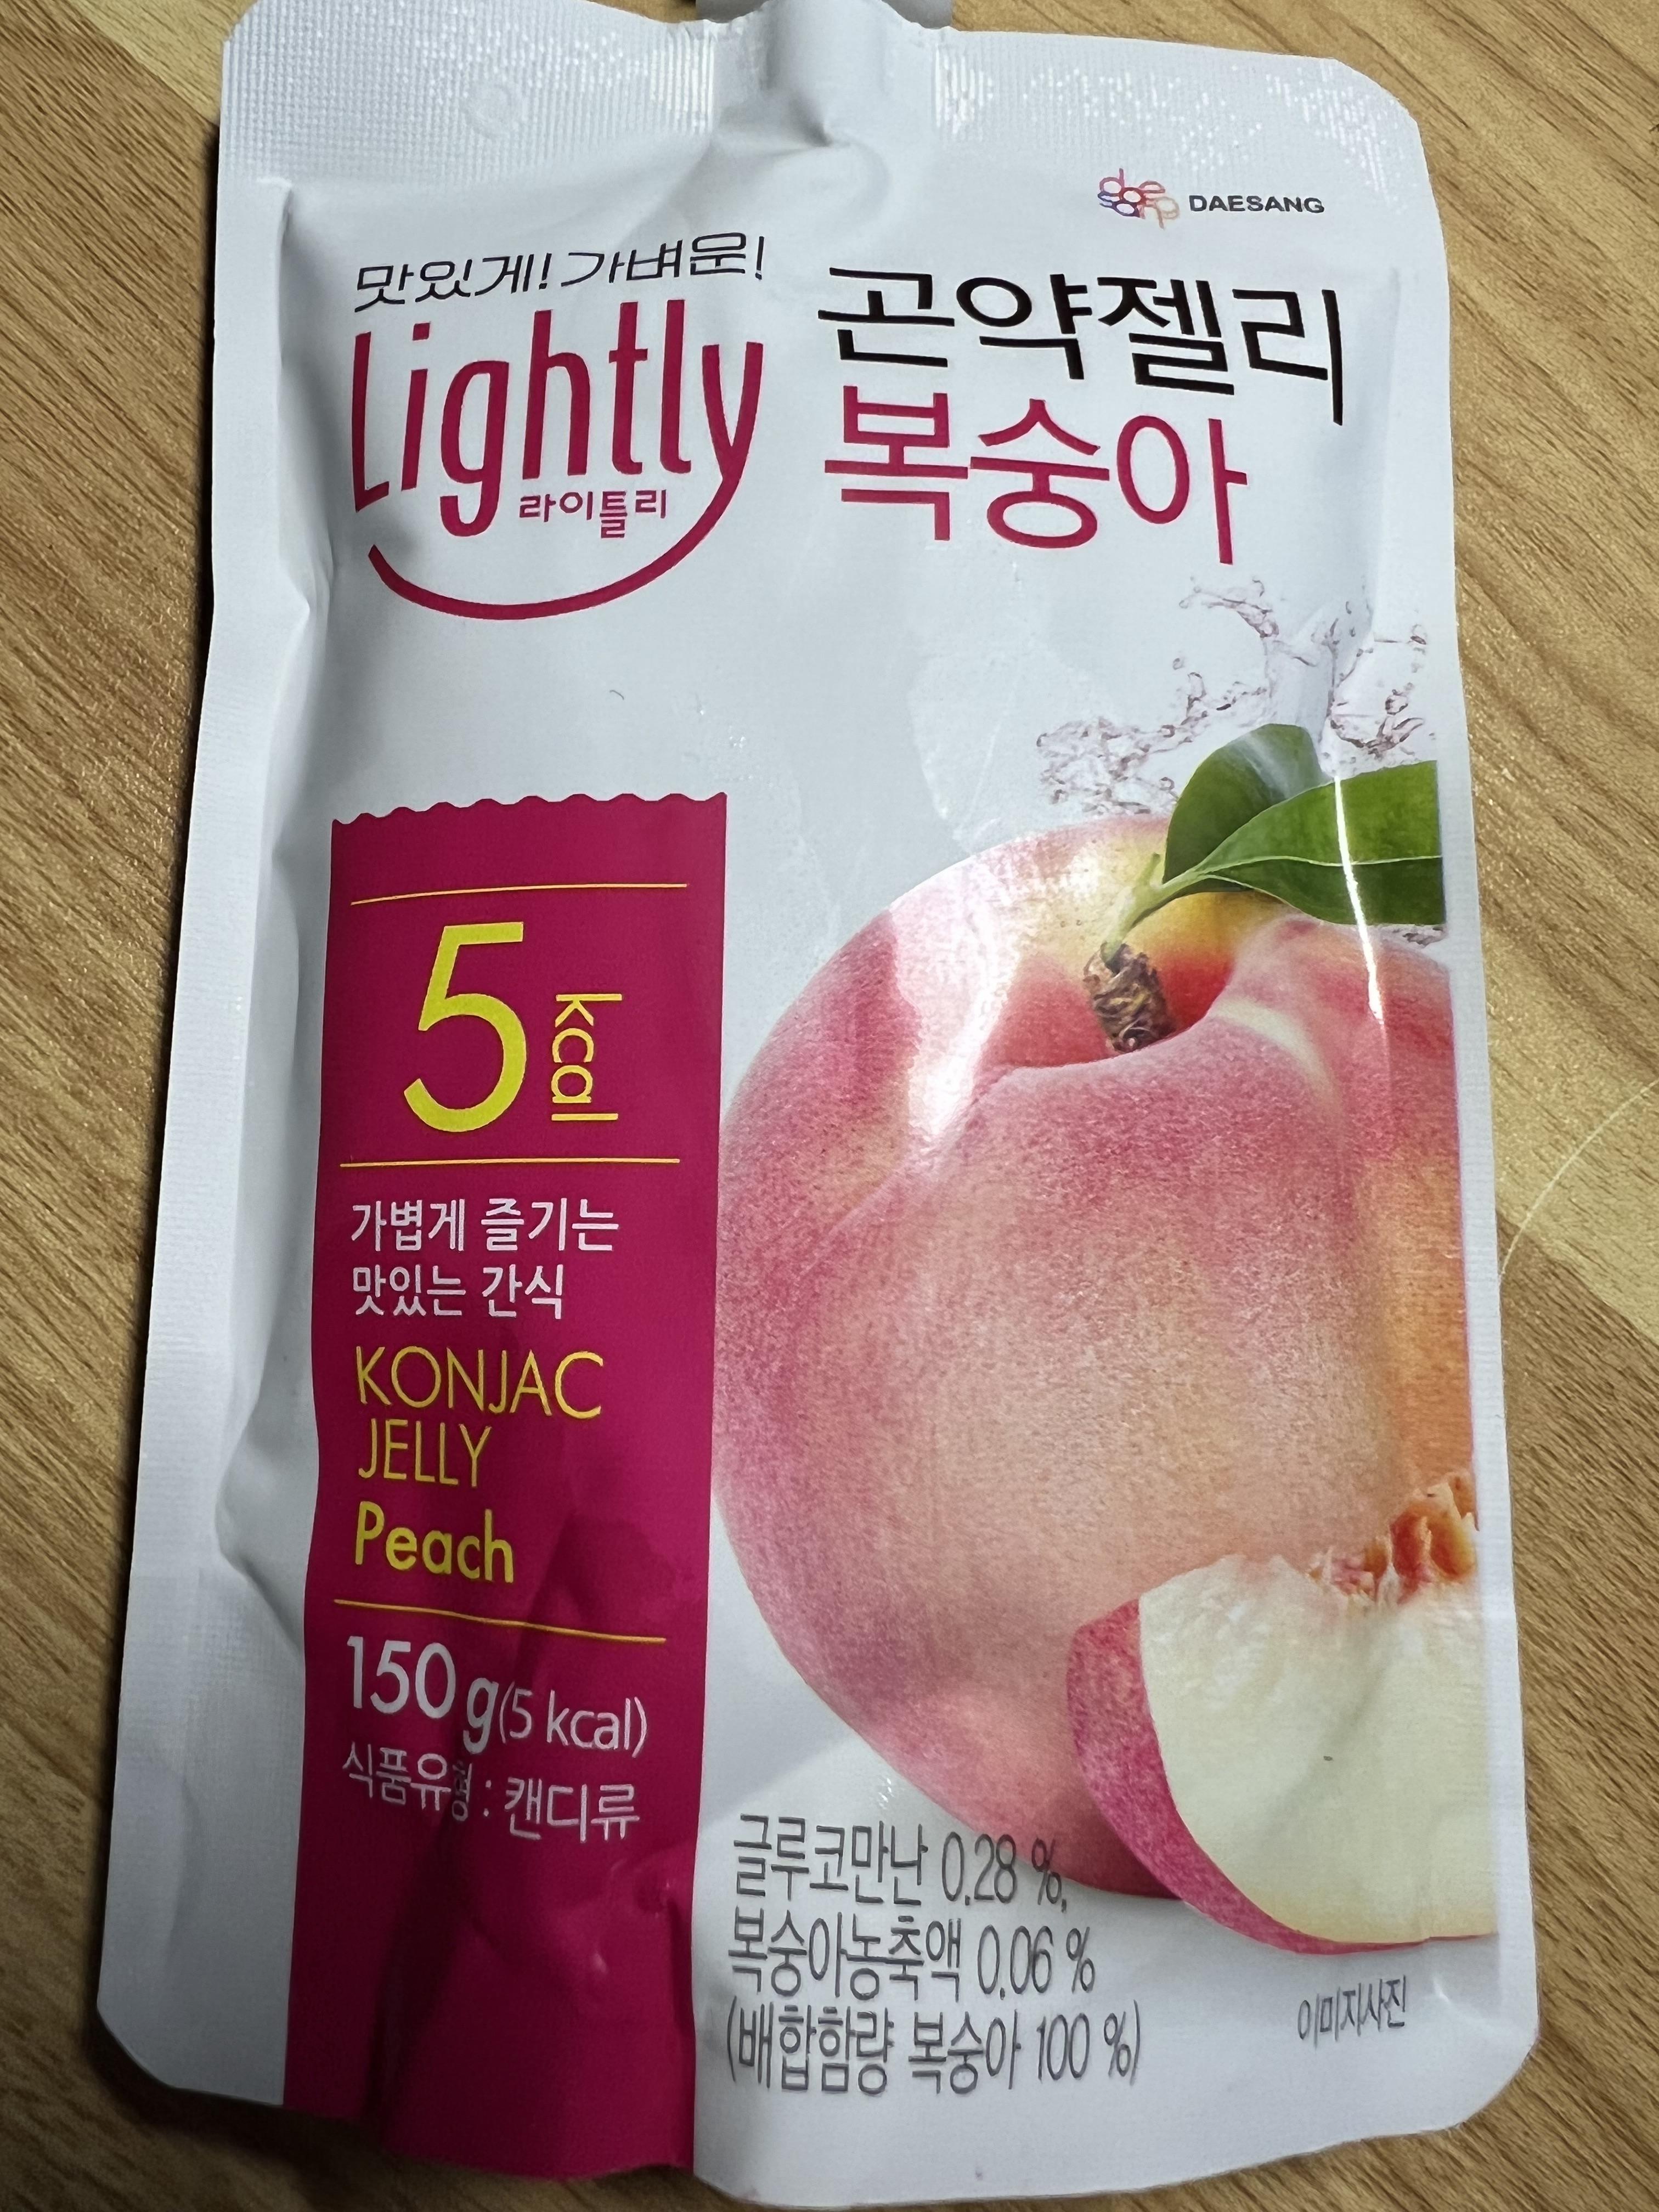 DAESANG
맛있게! 가벼운!
Lightly
라이틀리
곤약젤리
복숭아
5 kcal
가볍게 즐기는
맛있는 간식
KONJAC
JELLY
Peach
150 g(5 kcal)
식품유형 : 캔디류
글루코만난 0.28 %,
복숭아농축액 0.06 %
(배합함량 복숭아 100 %)
이미지사진